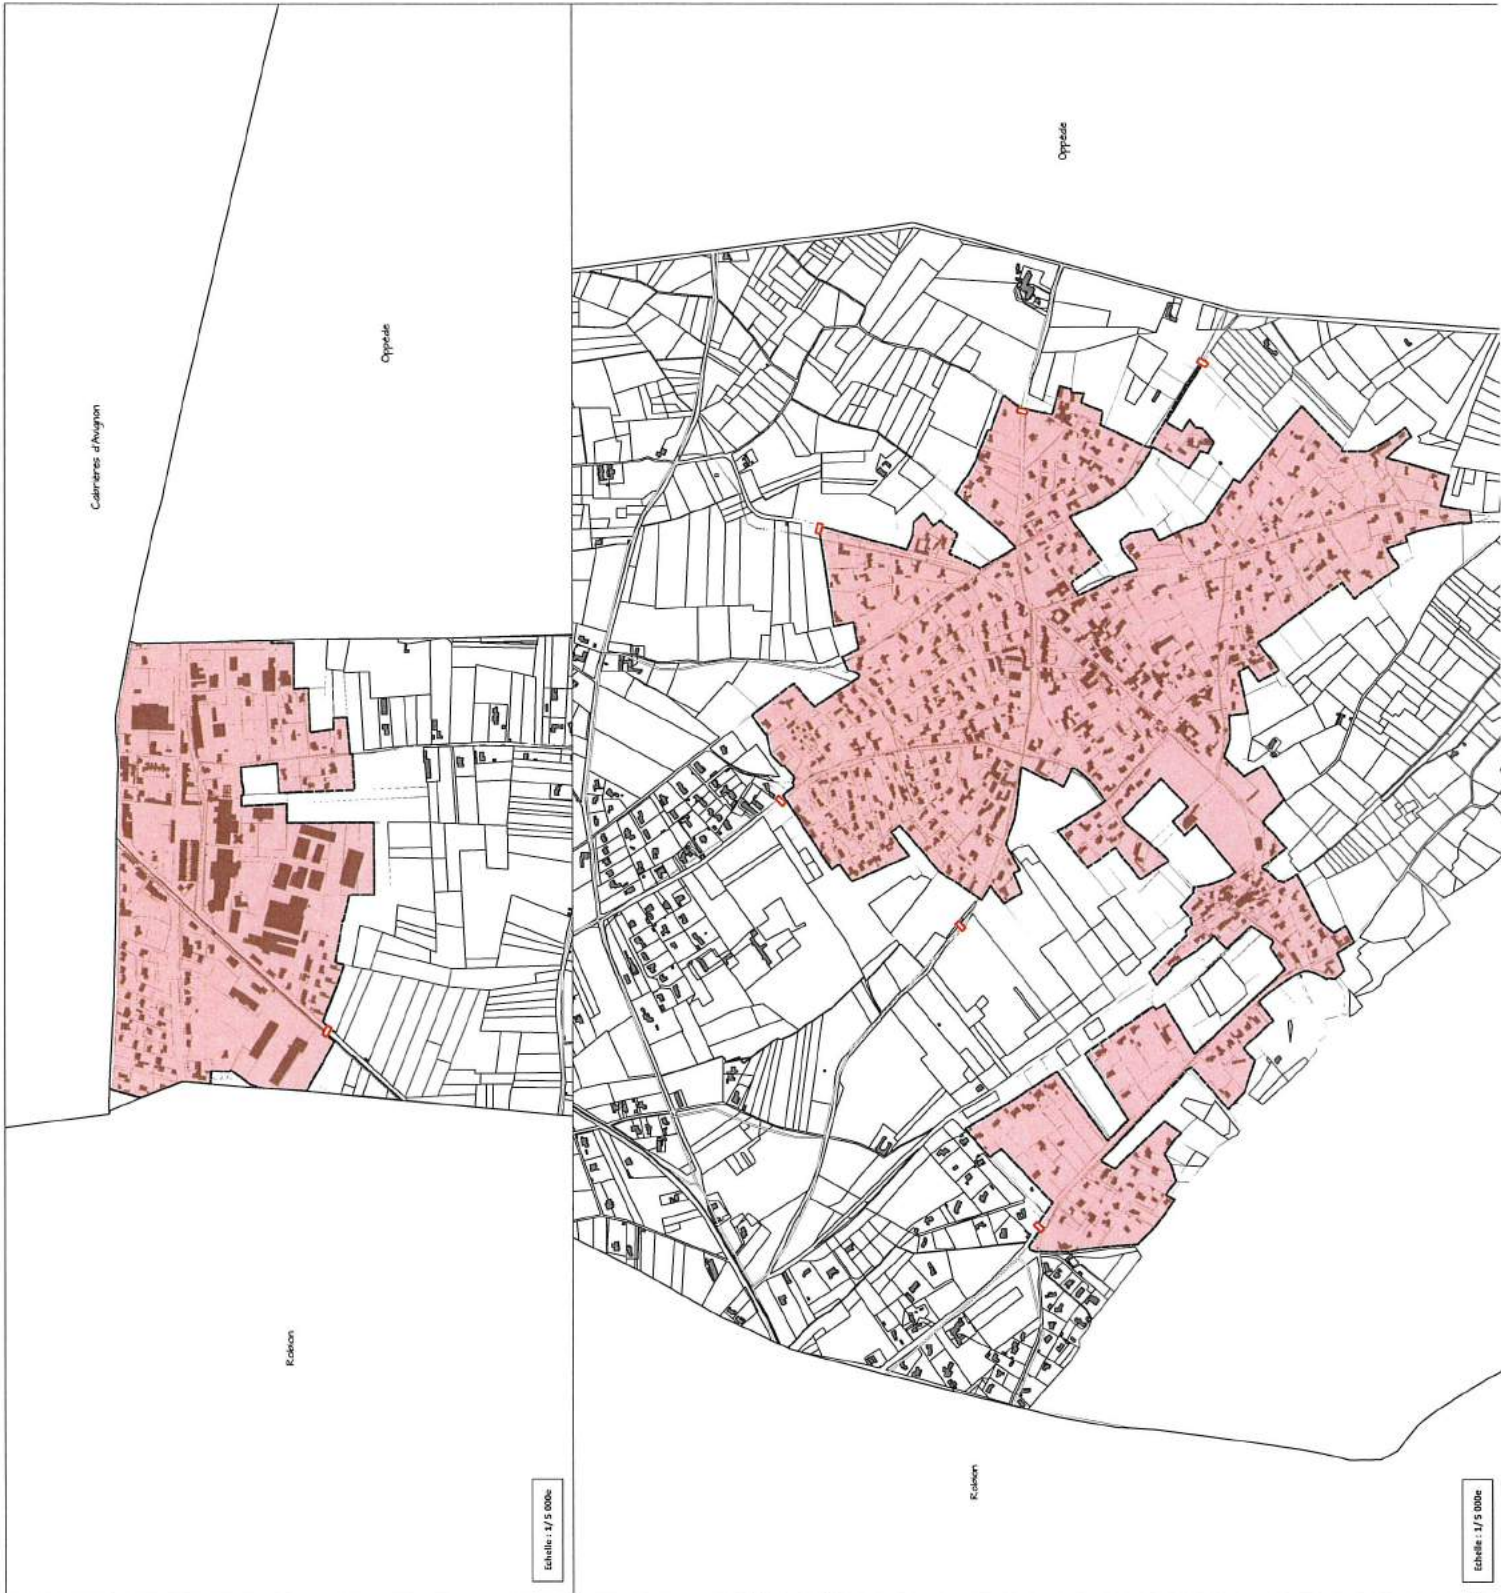 Cabrières d'Avignon
Oppède
Robion
Echelle : 1/ 5 000e
Oppède
Robion
Echelle : 1/ 5 000e